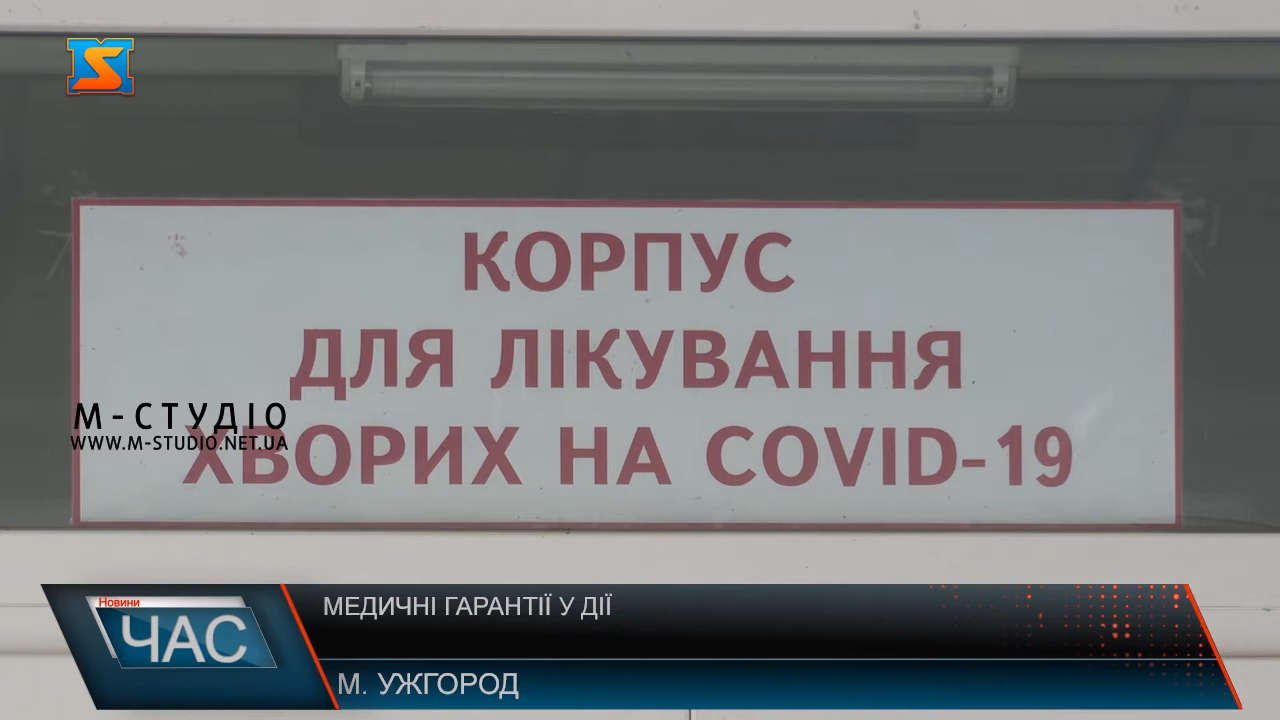 КОРПУС
ДЛЯ ЛІКУВАННЯ
ХВОРИХ НА COVID-19
М-СТУДІО
WWW.M-STUDIO.NET.UA
Новини
ЧАС
МЕДИЧНІ ГАРАНТІЇ У ДІЇ
М. УЖГОРОД